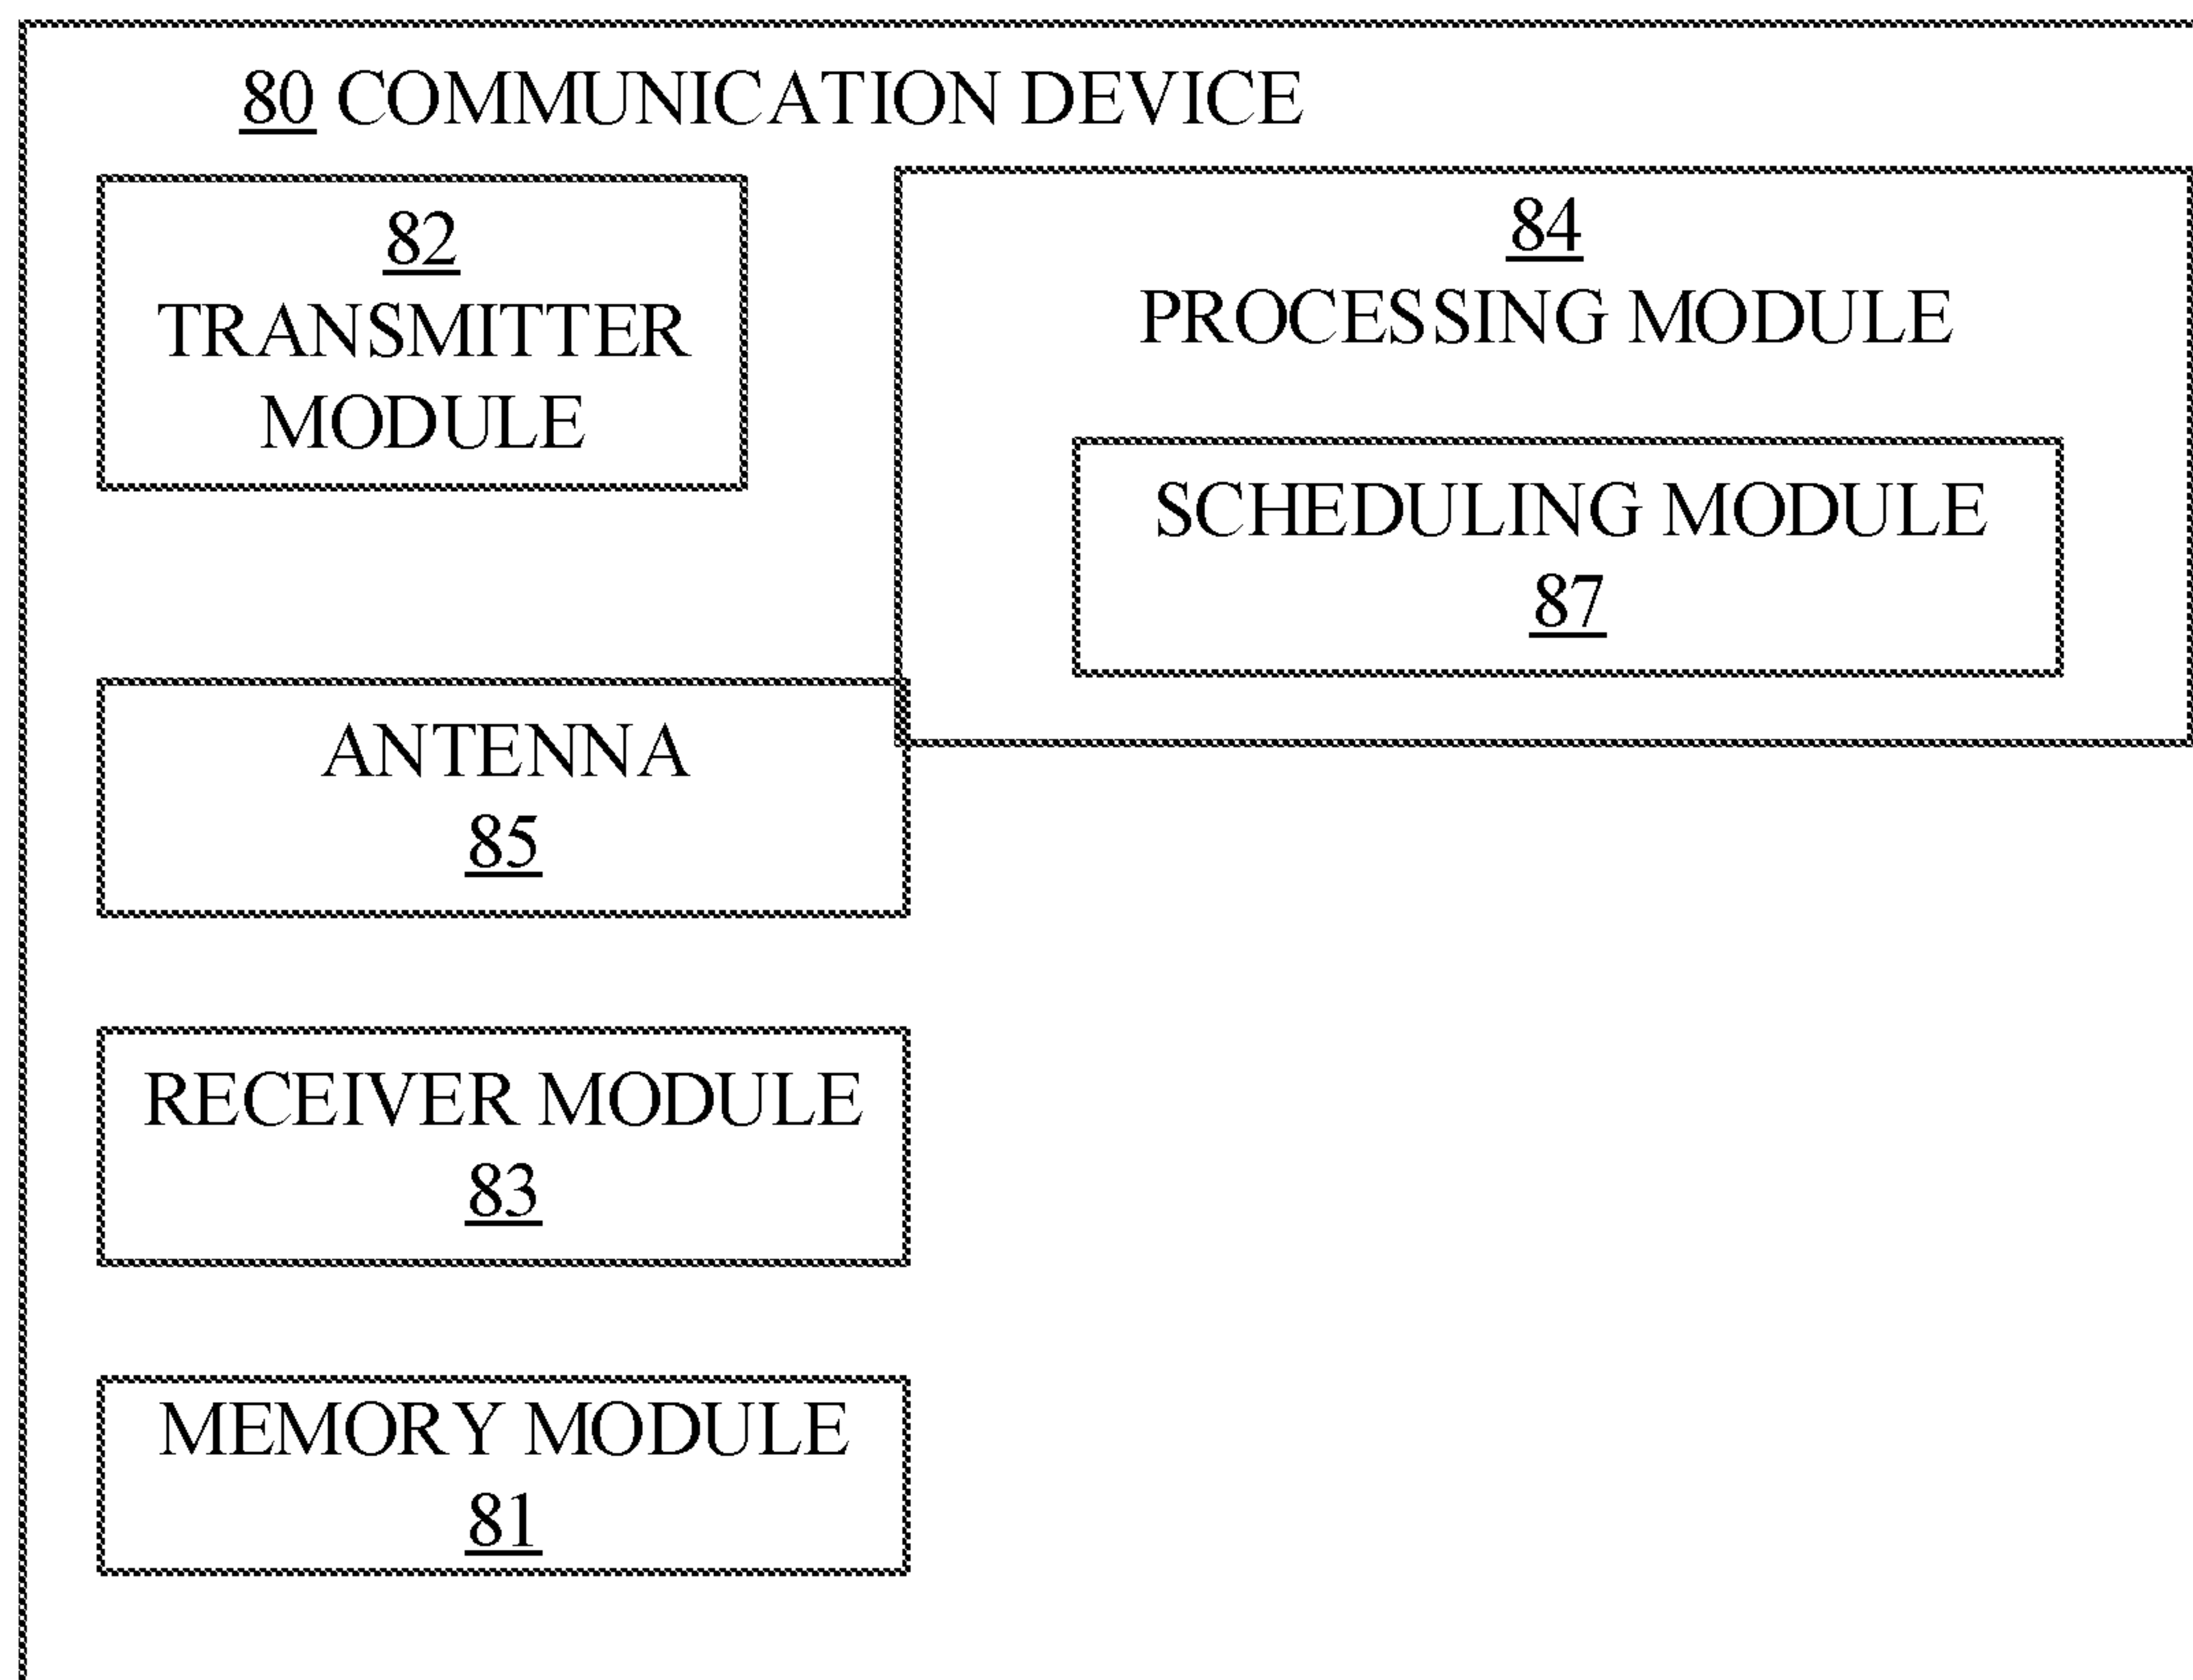 80 COMMUNICATION DEVICE
82
TRANSMITTER
MODULE
84
PROCESSING MODULE
SCHEDULING MODULE
87
ANTENNA
85
RECEIVER MODULE
83
MEMORY MODULE
81